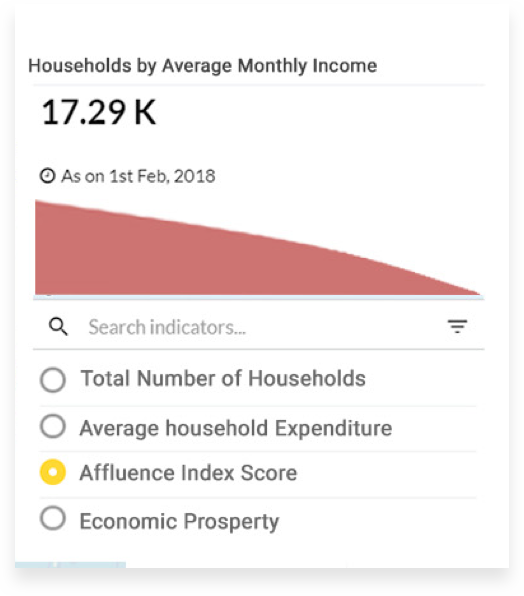 Households by Average Monthly Income
17.29 K
As on 1st Feb, 2018
Search indicators...
Total Number of Households
Average household Expenditure
Affluence Index Score
Economic Prosperty